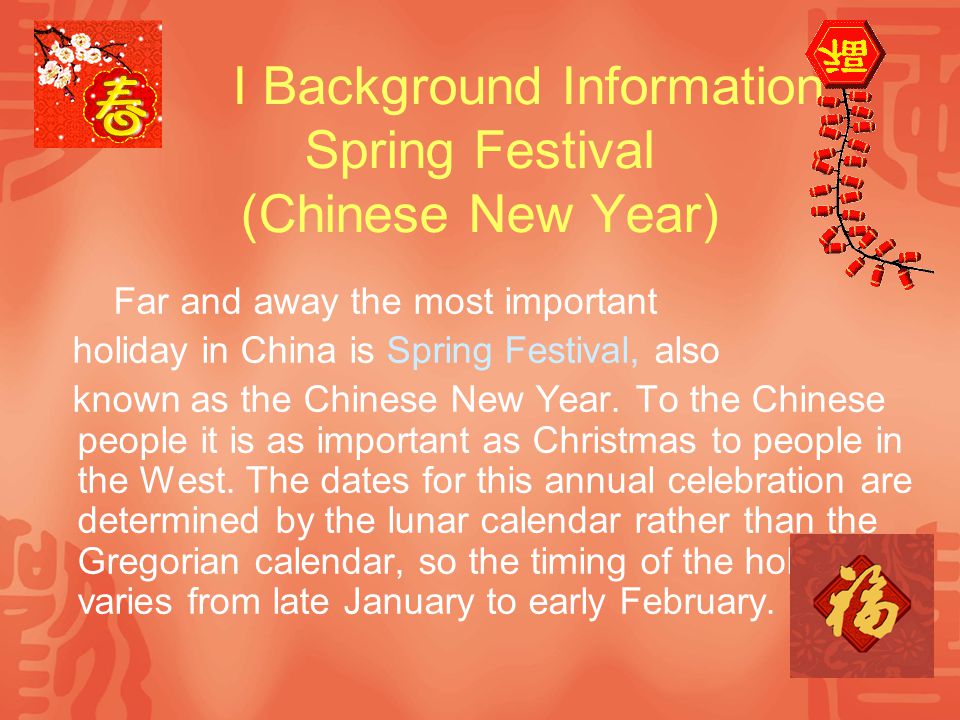 春
福
I Background Information
Spring Festival
(Chinese New Year)
Far and away the most important
holiday in China is Spring Festival, also
known as the Chinese New Year. To the Chinese
people it is as important as Christmas to people in
the West. The dates for this annual celebration are
determined by the lunar calendar rather than the
Gregorian calendar, so the timing of the hol
varies from late January to early February.
福